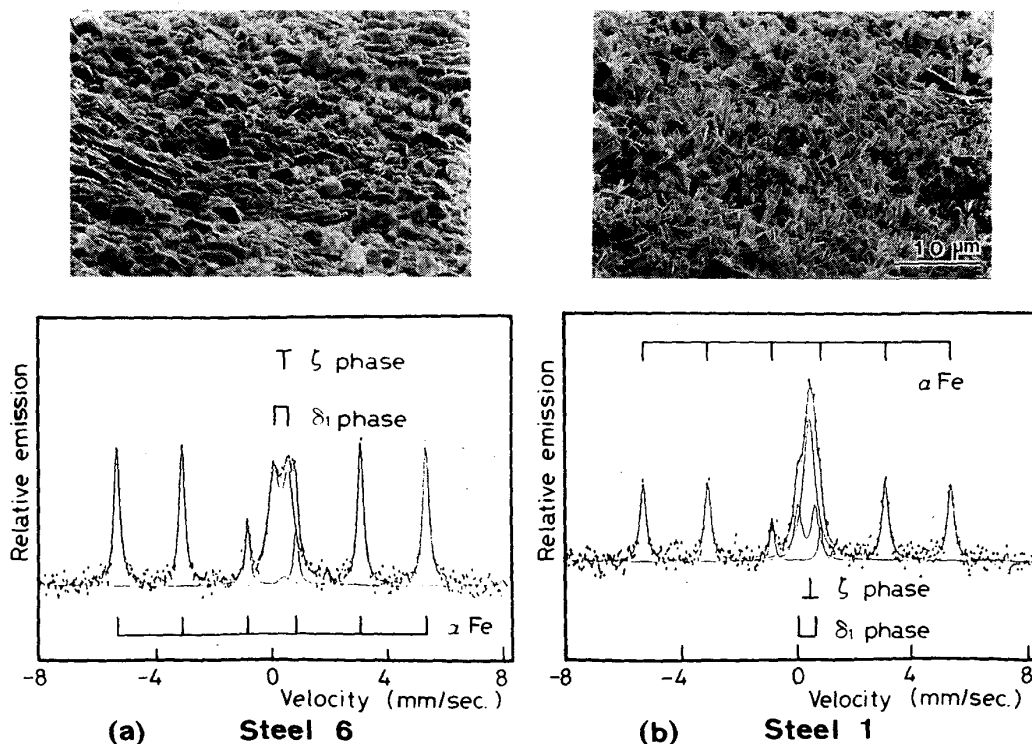 10 μm
Relative emission
ζ phase
δ1 phase
α Fe
-8 -4 0 4 8
Velocity (mm/sec.)
(a) Steel 6
Relative emission
α Fe
ζ phase
δ1 phase
-8 -4 0 4 8
Velocity (mm/sec.)
(b) Steel 1